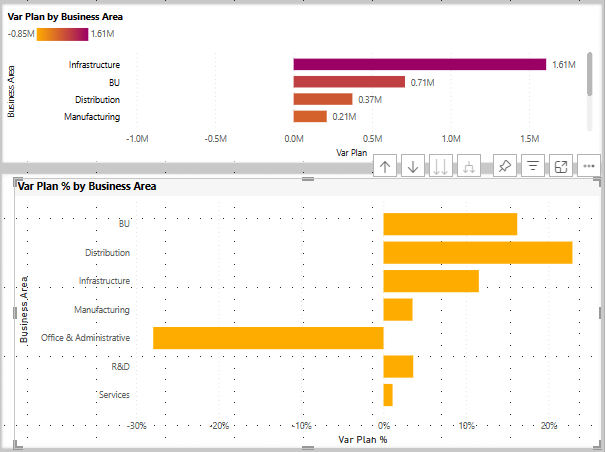 Var Plan by Business Area
-0.85M 1.61M
Business Area
Infrastructure 1.61M
BU 0.71M
Distribution 0.37M
Manufacturing 0.21M
-1.0M -0.5M 0.0M 0.5M 1.0M 1.5M
Var Plan
Var Plan % by Business Area
Business Area
BU
Distribution
Infrastructure
Manufacturing
Office & Administrative
R&D
Services
-30% -20% -10% 0% 10% 20%
Var Plan %